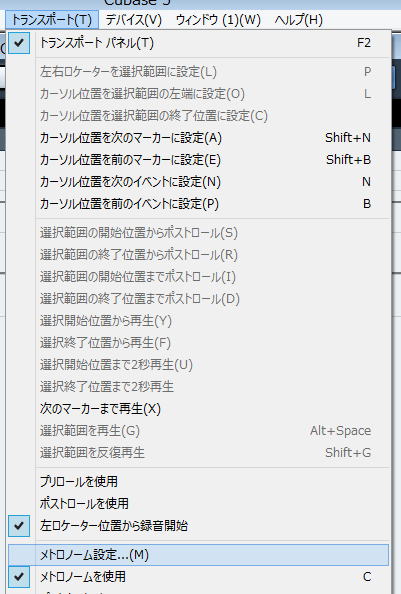 Cubase 5
トランスポート(T) デバイス(V) ウィンドウ (1)(W) ヘルプ(H)
トランスポート パネル(T) F2
左右ロケーターを選択範囲に設定(L) P
カーソル位置を選択範囲の左端に設定(O) L
カーソル位置を選択範囲の終了位置に設定(C)
カーソル位置を次のマーカーに設定(A) Shift+N
カーソル位置を前のマーカーに設定(E) Shift+B
カーソル位置を次のイベントに設定(N) N
カーソル位置を前のイベントに設定(P) B
選択範囲の開始位置からポストロール(S)
選択範囲の終了位置からポストロール(R)
選択範囲の開始位置までポストロール(I)
選択範囲の終了位置までポストロール(D)
選択開始位置から再生(Y)
選択終了位置から再生(F)
選択開始位置まで2秒再生(U)
選択終了位置まで2秒再生
次のマーカーまで再生(X)
選択範囲を再生(G) Alt+Space
選択範囲を反復再生 Shift+G
プリロールを使用
ポストロールを使用
左ロケーター位置から録音開始
メトロノーム設定...(M)
メトロノームを使用 C